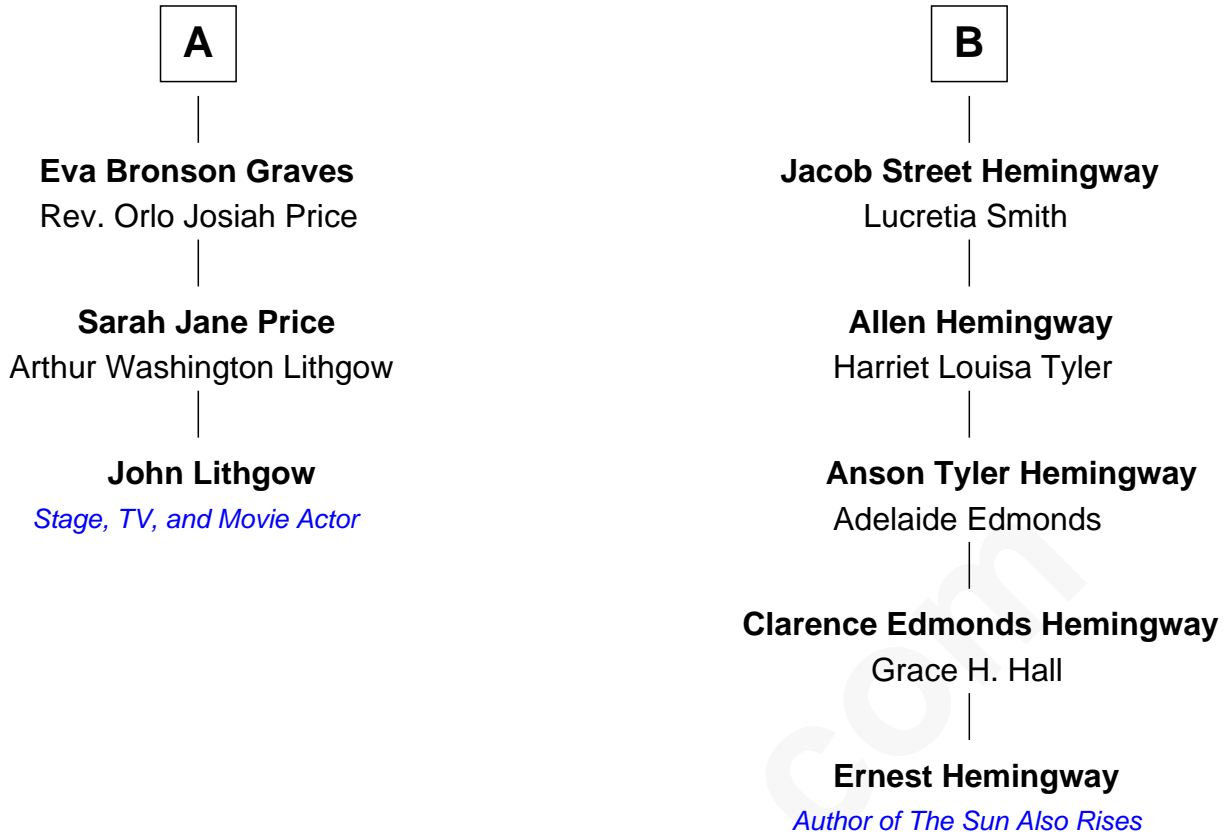 A
Eva Bronson Graves
Rev. Orlo Josiah Price
Sarah Jane Price
Arthur Washington Lithgow
John Lithgow
Stage, TV, and Movie Actor
B
Jacob Street Hemingway
Lucretia Smith
Allen Hemingway
Harriet Louisa Tyler
Anson Tyler Hemingway
Adelaide Edmonds
Clarence Edmonds Hemingway
Grace H. Hall
Ernest Hemingway
Author of The Sun Also Rises
com